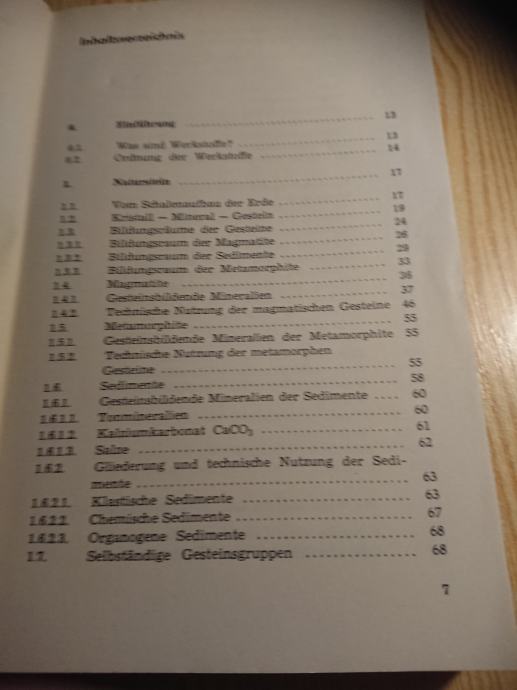 Inhaltsverzeichnis
0. Einführung 13
0.1. Was sind Werkstoffe? 13
0.2. Ordnung der Werkstoffe 14
1. Naturstein 17
1.1. Vom Schalenaufbau der Erde 17
1.2. Kristall — Mineral — Gestein 19
1.3. Bildungsräume der Gesteine 24
1.3.1. Bildungsraum der Magmatite 26
1.3.2. Bildungsraum der Sedimente 29
1.3.3. Bildungsraum der Metamorphite 33
1.4. Magmatite 36
1.4.1. Gesteinsbildende Mineralien 37
1.4.2. Technische Nutzung der magmatischen Gesteine 46
1.5. Metamorphite 55
1.5.1. Gesteinsbildende Mineralien der Metamorphite 55
1.5.2. Technische Nutzung der metamorphen
Gesteine 55
1.6. Sedimente 58
1.6.1. Gesteinsbildende Mineralien der Sedimente 60
1.6.1.1. Tonmineralien 60
1.6.1.2. Kalziumkarbonat CaCO₃ 61
1.6.1.3. Salze 62
1.6.2. Gliederung und technische Nutzung der Sedi-
mente 63
1.6.2.1. Klastische Sedimente 63
1.6.2.2. Chemische Sedimente 67
1.6.2.3. Organogene Sedimente 68
1.7. Selbständige Gesteinsgruppen 68
7